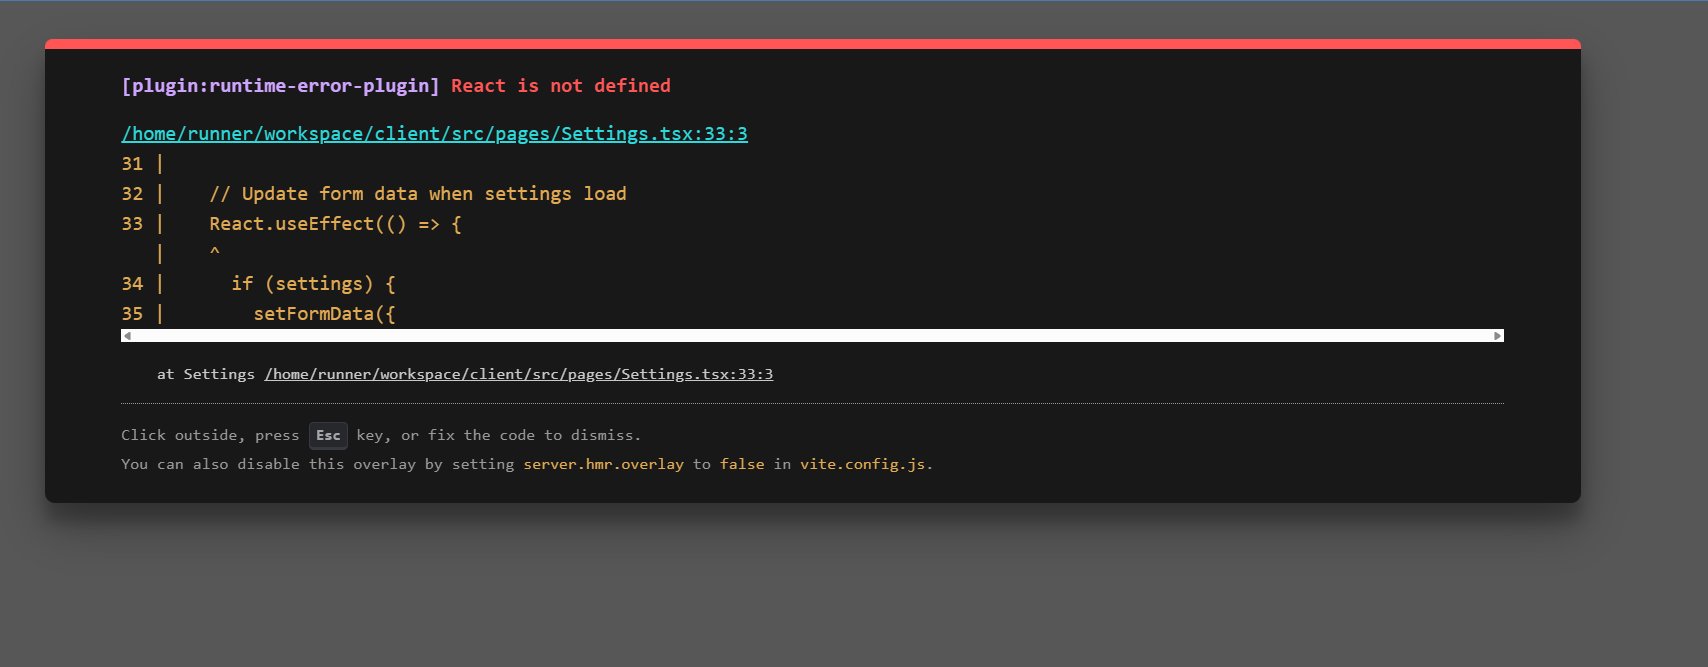 [plugin:runtime-error-plugin] React is not defined
/home/runner/workspace/client/src/pages/Settings.tsx:33:3
31 |
32 |    // Update form data when settings load
33 |    React.useEffect(() => {
   |    ^
34 |      if (settings) {
35 |        setFormData({
at Settings /home/runner/workspace/client/src/pages/Settings.tsx:33:3
Click outside, press Esc key, or fix the code to dismiss.
You can also disable this overlay by setting server.hmr.overlay to false in vite.config.js.